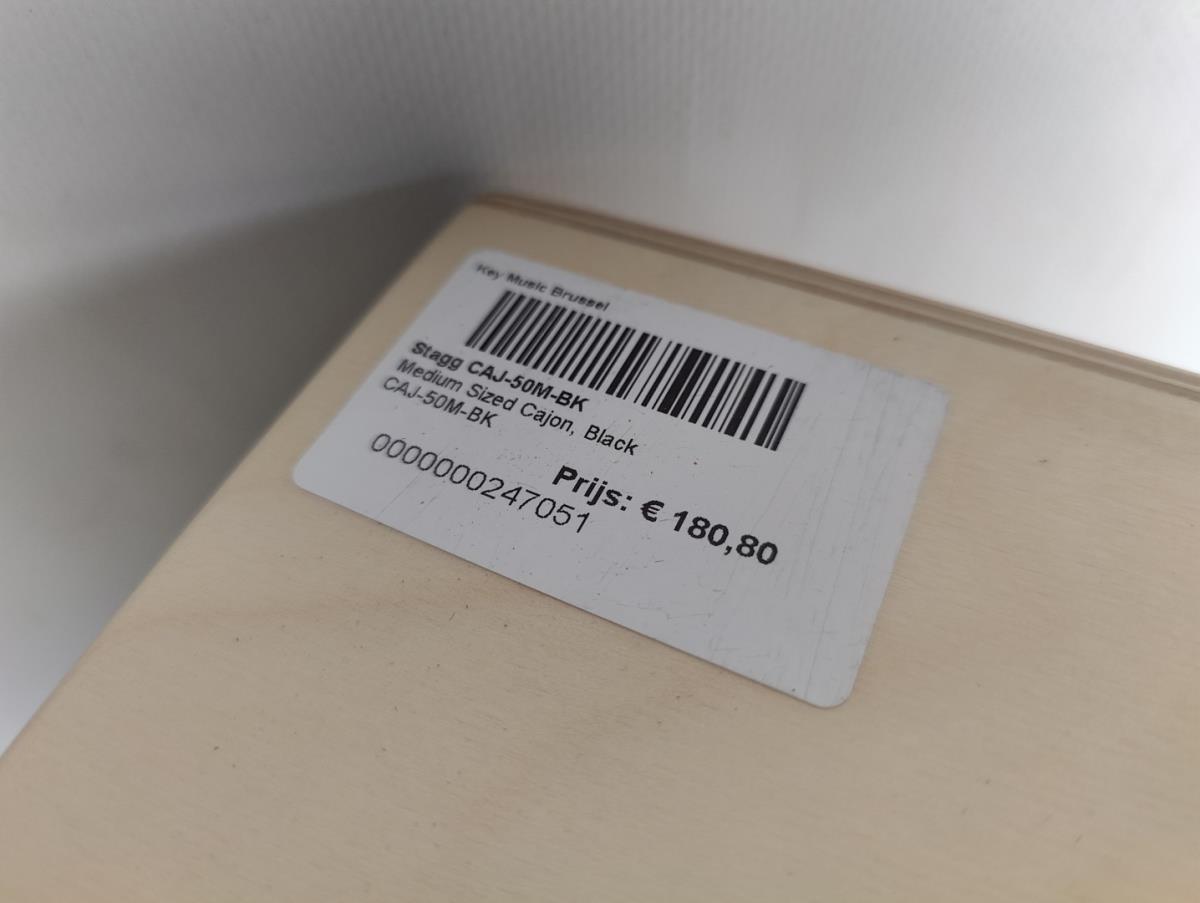 Key Music Brussel
Stagg CAJ-50M-BK
Medium Sized Cajon, Black
CAJ-50M-BK
Prijs: € 180,80
0000000247051